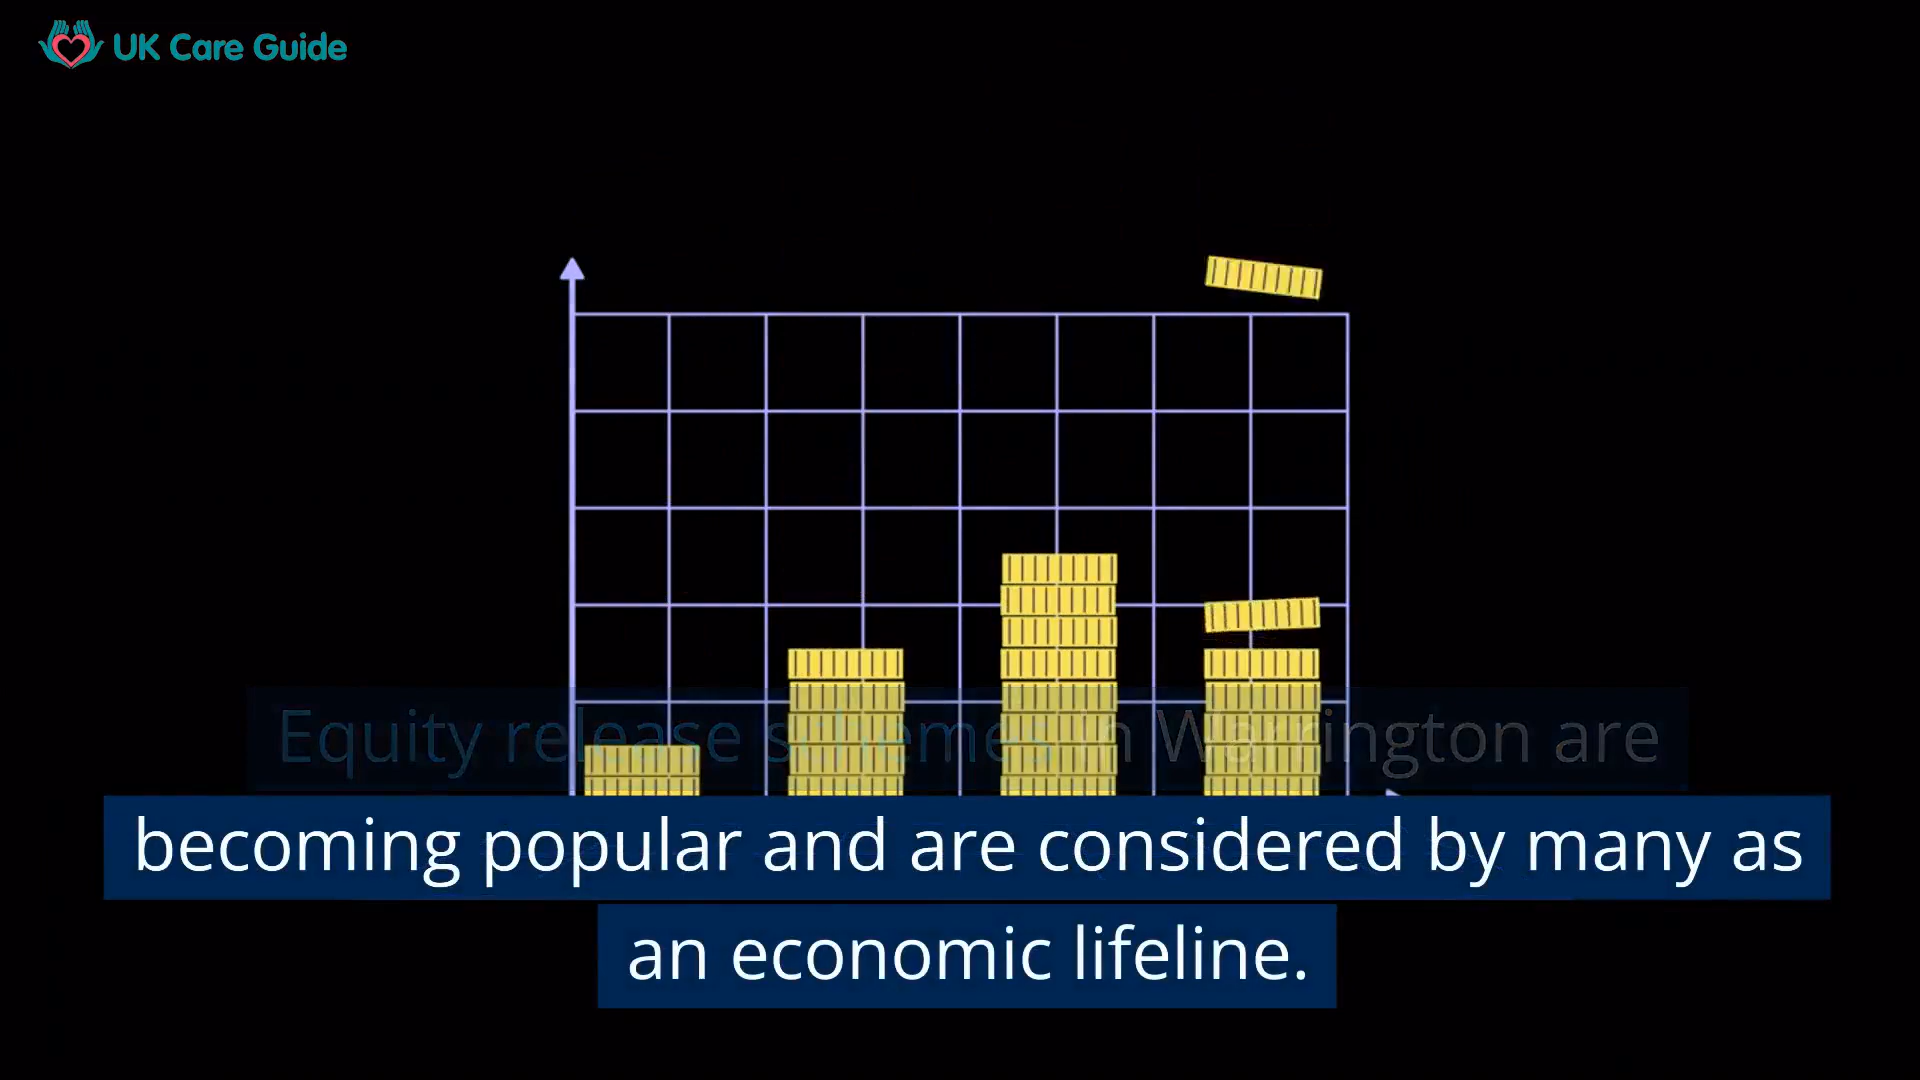 UK Care Guide
Equity release schemes in Warrington are
becoming popular and are considered by many as
an economic lifeline.